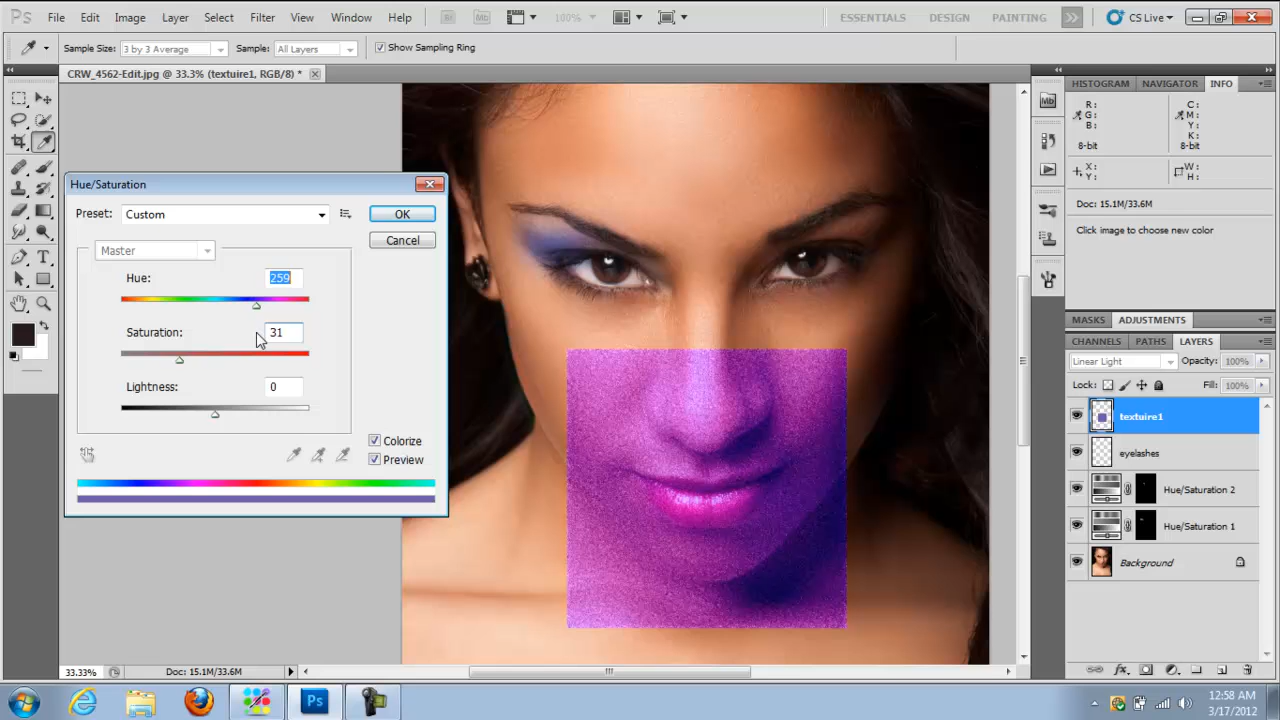 Ps File Edit Image Layer Select Filter View Window Help Br Mb 100% ESSENTIALS DESIGN PAINTING CS Live
Sample Size: 3 by 3 Average Sample: All Layers Show Sampling Ring
CRW_4562-Edit.jpg @ 33.3% (textuire1, RGB/8) *
HISTOGRAM NAVIGATOR INFO
Mb
R: C:
G: M:
B: Y:
K:
8-bit 8-bit
X: W:
Y: H:
Doc: 15.1M/33.6M
Click image to choose new color
Hue/Saturation
Preset: Custom OK
Cancel
Master
Hue: 259
Saturation: 31
Lightness: 0
Colorize
Preview
MASKS ADJUSTMENTS
CHANNELS PATHS LAYERS
Linear Light Opacity: 100%
Lock: Fill: 100%
textuire1
eyelashes
Hue/Saturation 2
Hue/Saturation 1
Background
33.33% Doc: 15.1M/33.6M
Ps
12:58 AM
3/17/2012